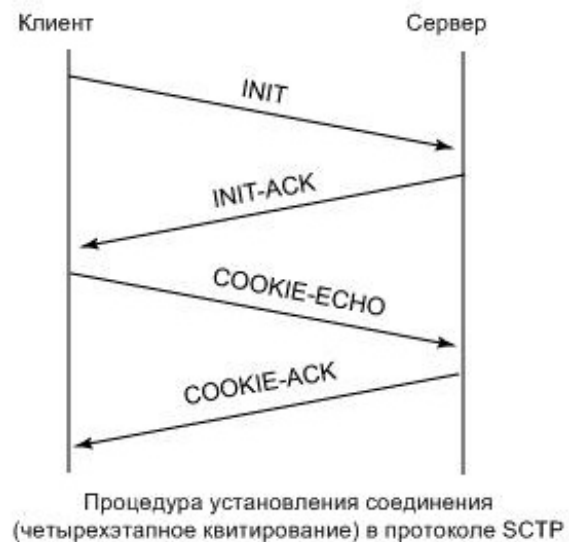 Клиент
Сервер
INIT
INIT-ACK
COOKIE-ECHO
COOKIE-ACK
Процедура установления соединения
(четырехэтапное квитирование) в протоколе SCTP